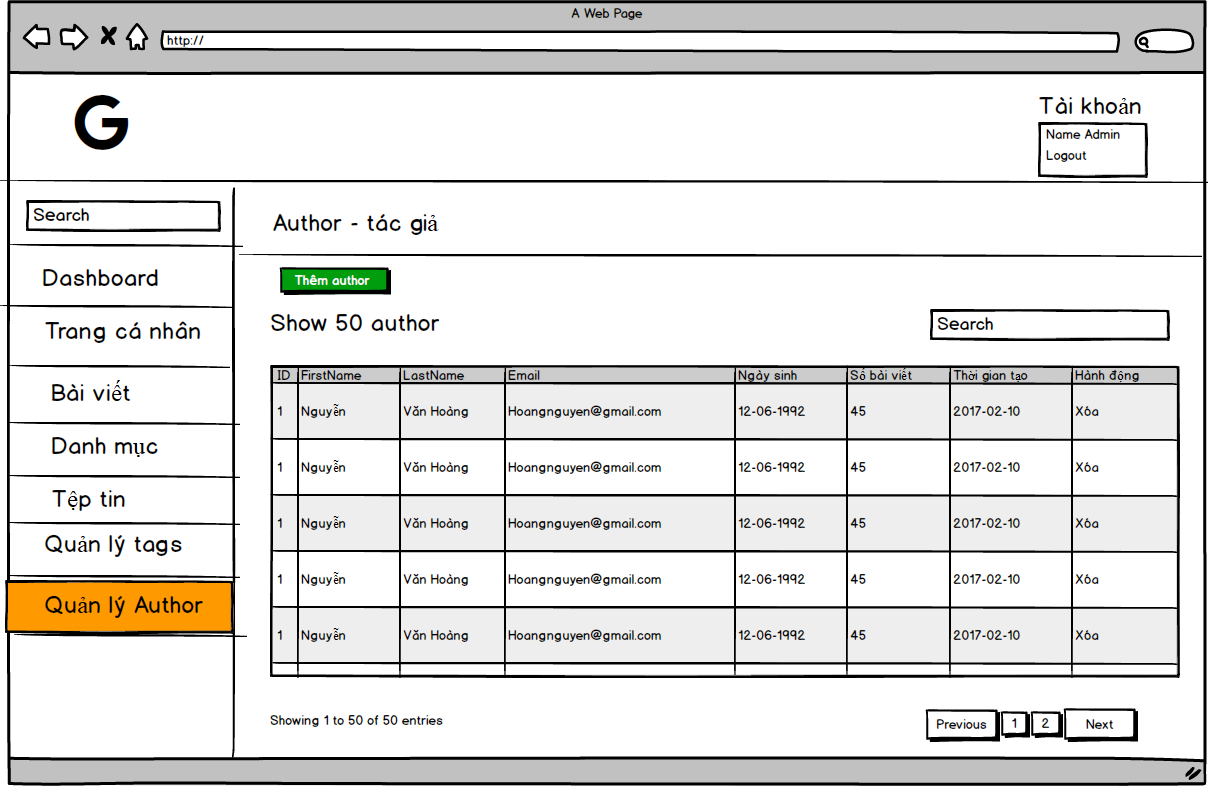 A Web Page
http://
G
Tài khoản
Name Admin
Logout
Search
Dashboard
Trang cá nhân
Bài viết
Danh mục
Tệp tin
Quản lý tags
Quản lý Author
Author - tác giả
Thêm author
Show 50 author
Search
ID FirstName LastName Email Ngày sinh Số bài viết Thời gian tạo Hành động
1 Nguyễn Văn Hoàng Hoangnguyen@gmail.com 12-06-1992 45 2017-02-10 Xóa
1 Nguyễn Văn Hoàng Hoangnguyen@gmail.com 12-06-1992 45 2017-02-10 Xóa
1 Nguyễn Văn Hoàng Hoangnguyen@gmail.com 12-06-1992 45 2017-02-10 Xóa
1 Nguyễn Văn Hoàng Hoangnguyen@gmail.com 12-06-1992 45 2017-02-10 Xóa
1 Nguyễn Văn Hoàng Hoangnguyen@gmail.com 12-06-1992 45 2017-02-10 Xóa
Showing 1 to 50 of 50 entries
Previous 1 2 Next